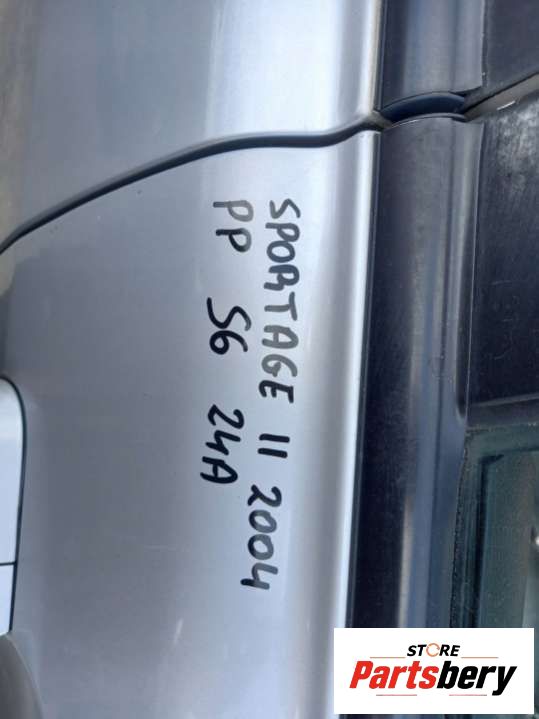 SPORTAGE II 2004
PP S6 24A
STORE
Partsbery